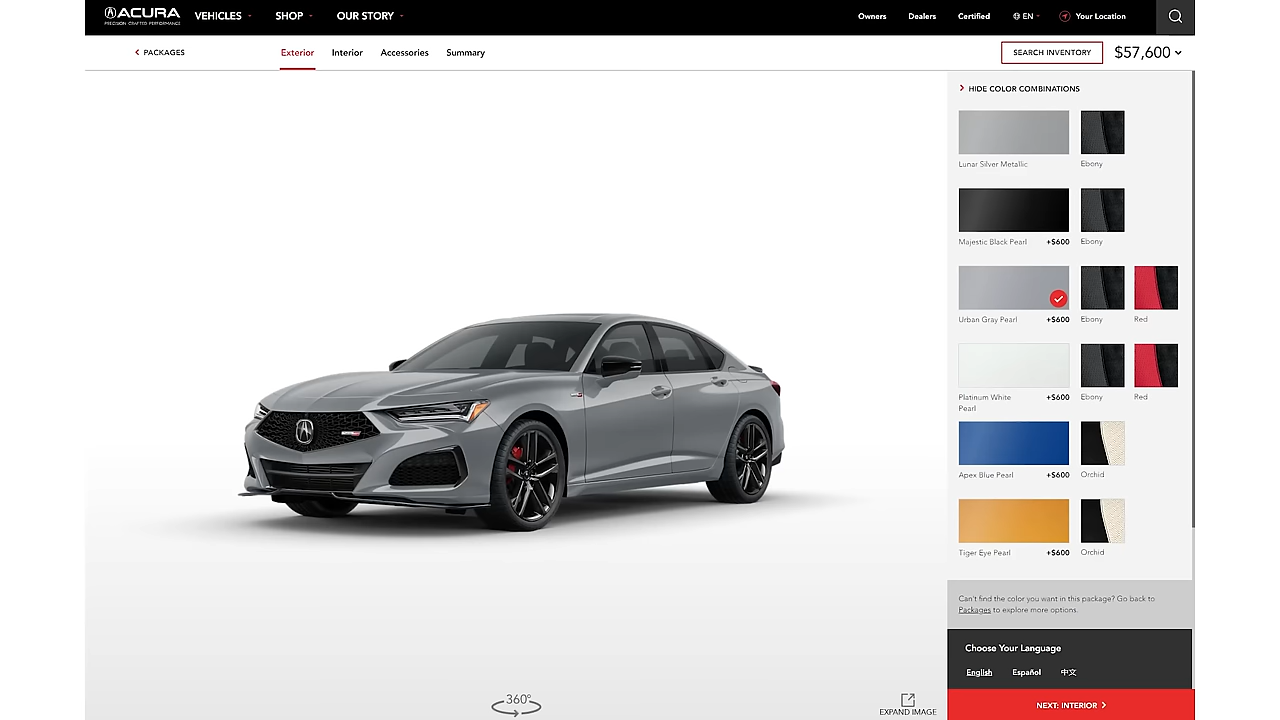 ACURA
PRECISION CRAFTED PERFORMANCE
VEHICLES
SHOP
OUR STORY
Owners
Dealers
Certified
EN
Your Location
PACKAGES
Exterior
Interior
Accessories
Summary
SEARCH INVENTORY
$57,600
HIDE COLOR COMBINATIONS
Lunar Silver Metallic
Ebony
Majestic Black Pearl +$600
Ebony
Urban Gray Pearl +$600
Ebony
Red
Platinum White +$600
Pearl
Ebony
Red
Apex Blue Pearl +$600
Orchid
Tiger Eye Pearl +$600
Orchid
Can't find the color you want in this package? Go back to
Packages to explore more options.
Choose Your Language
English
Español
中文
360°
EXPAND IMAGE
NEXT: INTERIOR